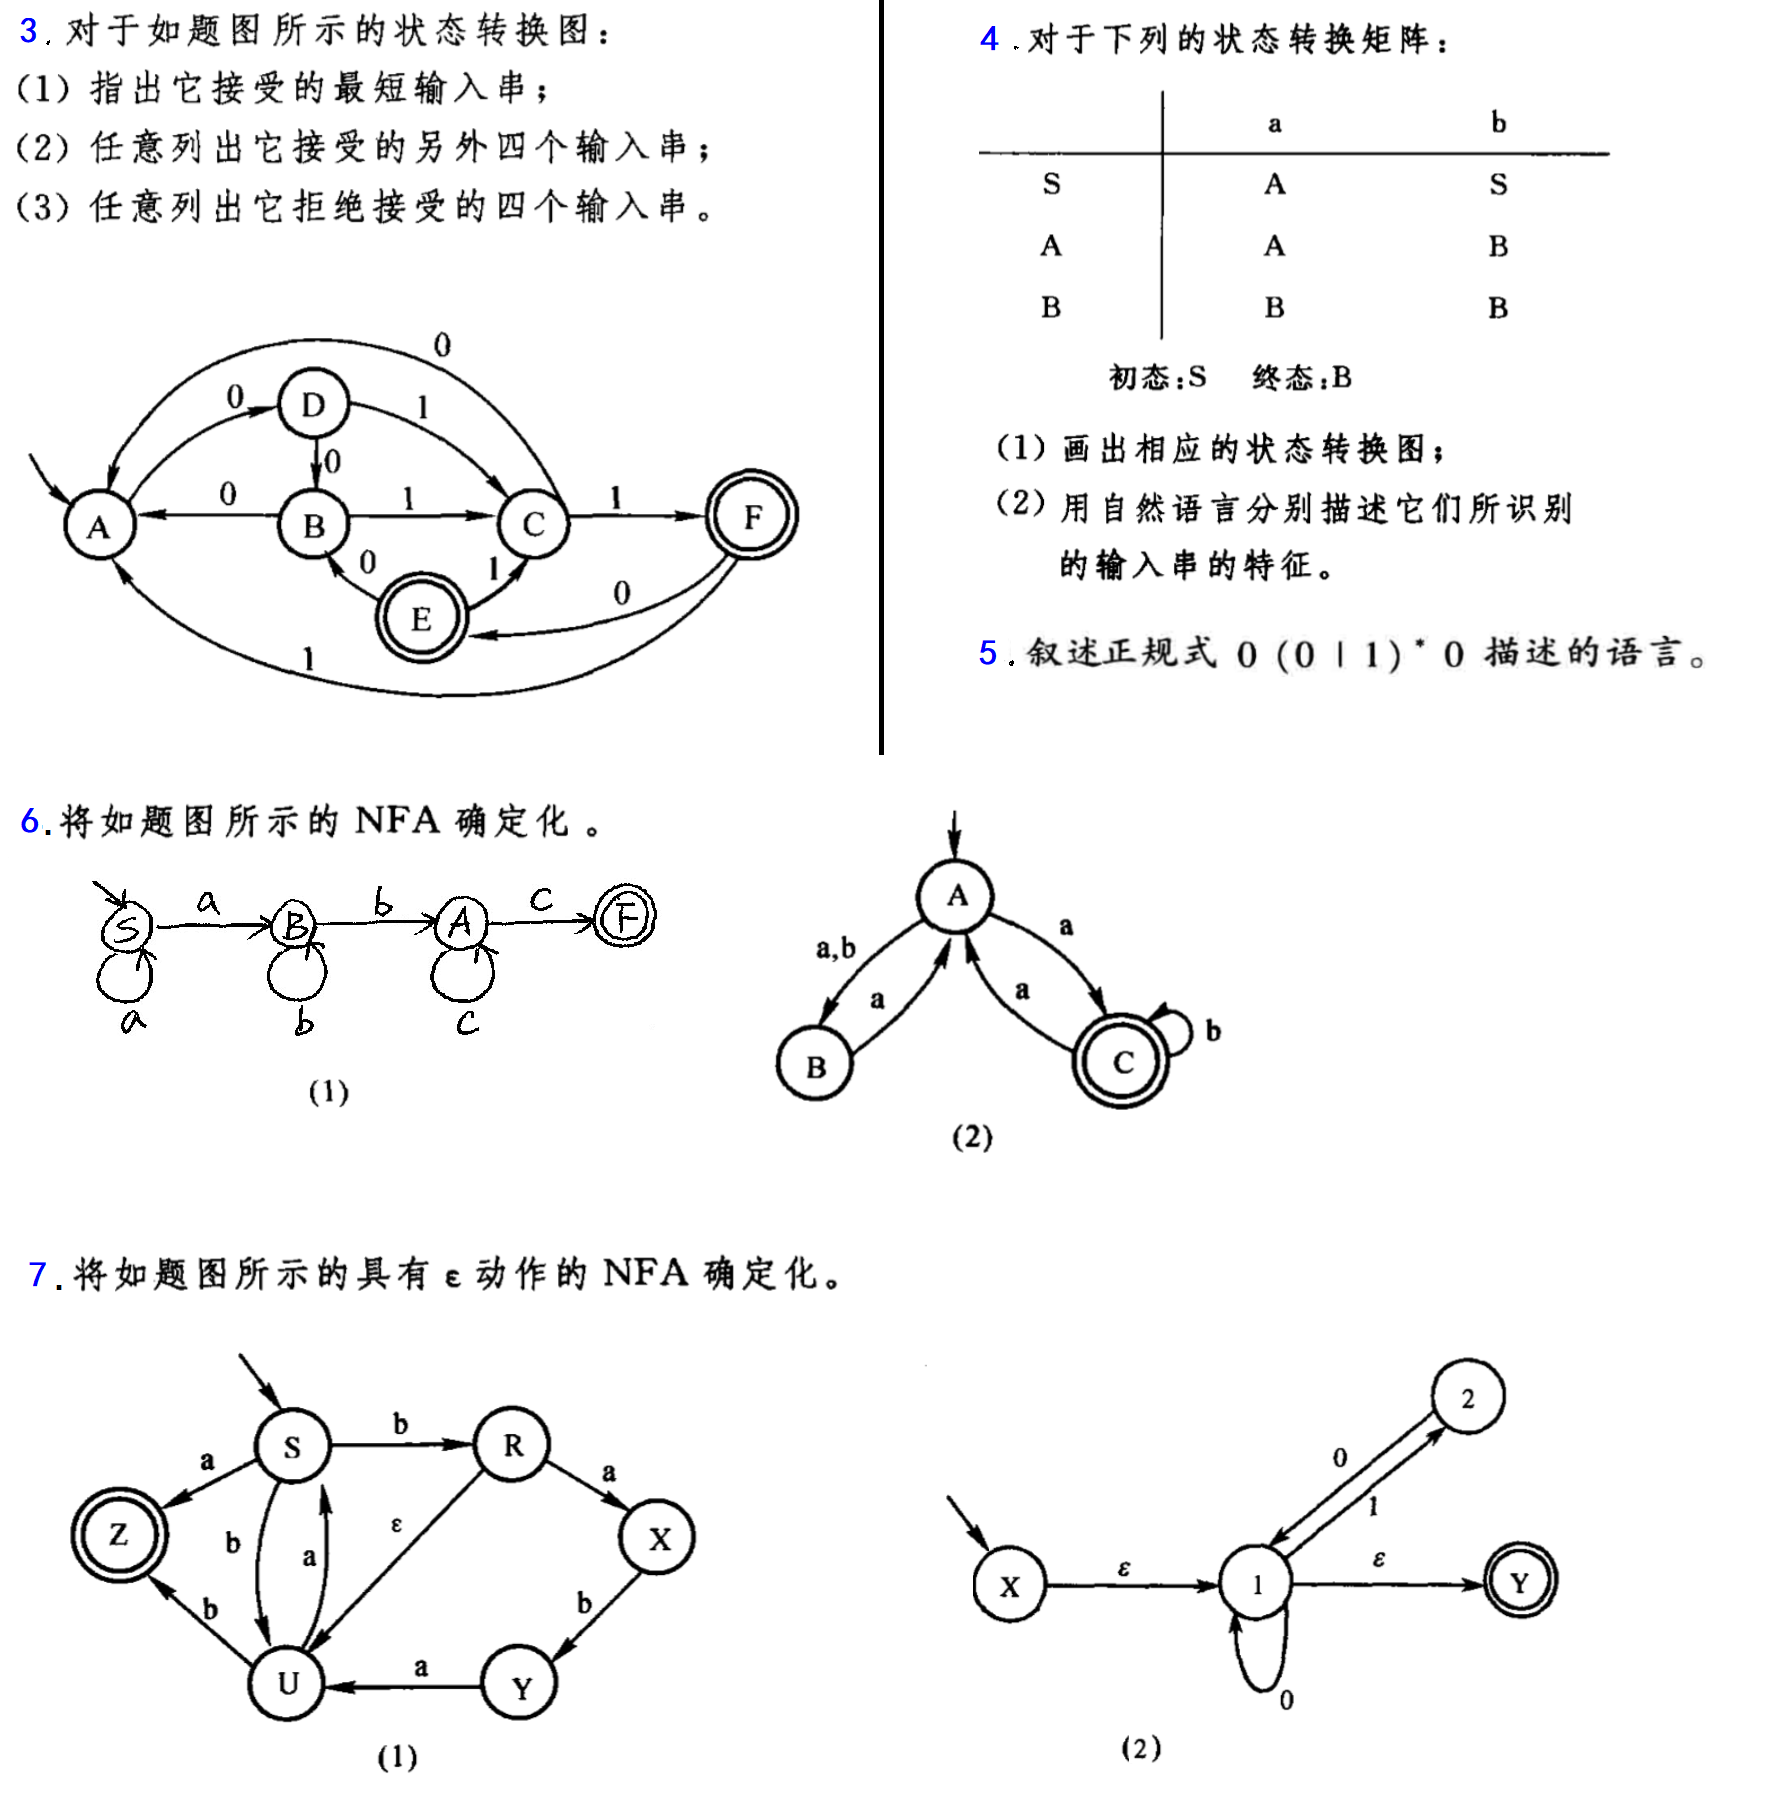 3. 对于如题图所示的状态转换图：
(1) 指出它接受的最短输入串；
(2) 任意列出它接受的另外四个输入串；
(3) 任意列出它拒绝接受的四个输入串。
0
D
0
1
0
A
0
B
1
C
1
F
0
E
1
0
1
4. 对于下列的状态转换矩阵：
a b
S A S
A A B
B B B
初态:S 终态:B
(1) 画出相应的状态转换图；
(2) 用自然语言分别描述它们所识别
的输入串的特征。
5. 叙述正规式 0 (0 | 1)* 0 描述的语言。
6. 将如题图所示的 NFA 确定化。
S a B b A c F
a b c
(1)
A
a,b
a
a
a
B
C
b
(2)
7. 将如题图所示的具有 ε 动作的 NFA 确定化。
S
b
R
a
a
Z
b
a
ε
X
b
b
U
a
Y
(1)
2
0
1
X
ε
1
ε
Y
0
(2)